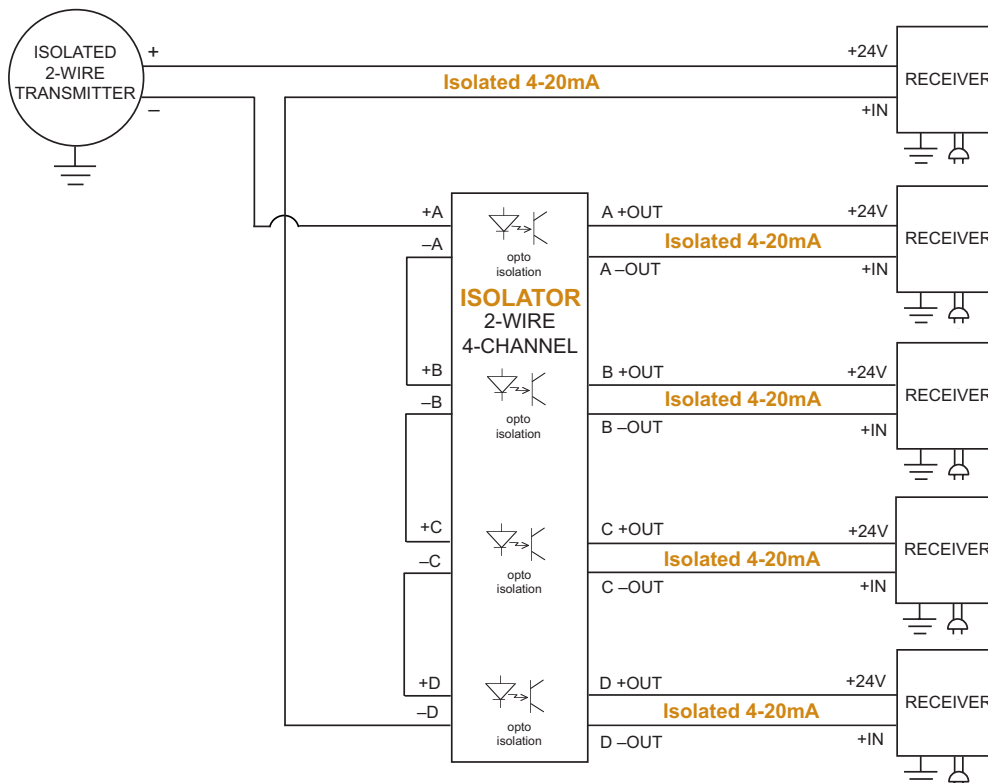 ISOLATED
2-WIRE
TRANSMITTER
+
–
Isolated 4-20mA
+24V
+IN
RECEIVER
+A
–A
opto
isolation
ISOLATOR
2-WIRE
4-CHANNEL
A +OUT
Isolated 4-20mA
A –OUT
+24V
+IN
RECEIVER
+B
–B
opto
isolation
B +OUT
Isolated 4-20mA
B –OUT
+24V
+IN
RECEIVER
+C
–C
opto
isolation
C +OUT
Isolated 4-20mA
C –OUT
+24V
+IN
RECEIVER
+D
–D
opto
isolation
D +OUT
Isolated 4-20mA
D –OUT
+24V
+IN
RECEIVER